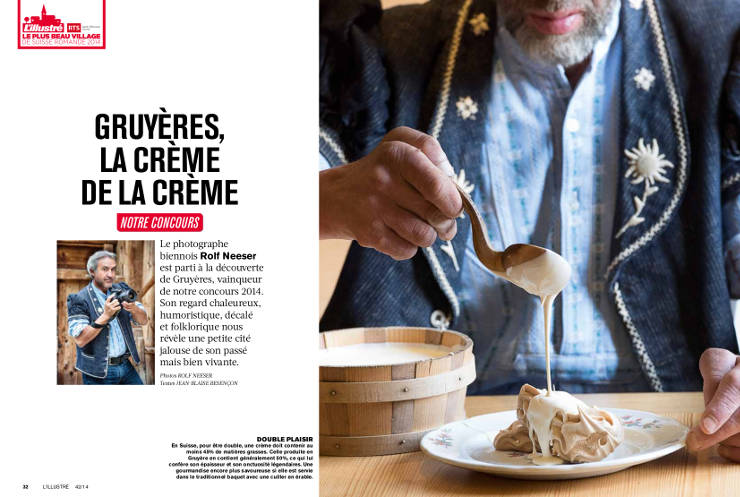 L'illustré RTS
LE PLUS BEAU VILLAGE
DE SUISSE ROMANDE 2014
GRUYÈRES,
LA CRÈME
DE LA CRÈME
NOTRE CONCOURS
Le photographe
biennois Rolf Neeser
est parti à la découverte
de Gruyères, vainqueur
de notre concours 2014.
Son regard chaleureux,
humoristique, décalé
et folklorique nous
révèle une petite cité
jalouse de son passé
mais bien vivante.
Photos ROLF NEESER
Textes JEAN-BLAISE BESENÇON
DOUBLE PLAISIR
En Suisse, pour être double, une crème doit contenir au
moins 45% de matières grasses. Celle produite en
Gruyère en contient généralement 50%, ce qui lui
confère son épaisseur et son onctuosité légendaires. Une
gourmandise encore plus savoureuse si elle est servie
dans le traditionnel baquet avec une cuiller en érable.
32 L'ILLUSTRÉ 42/14